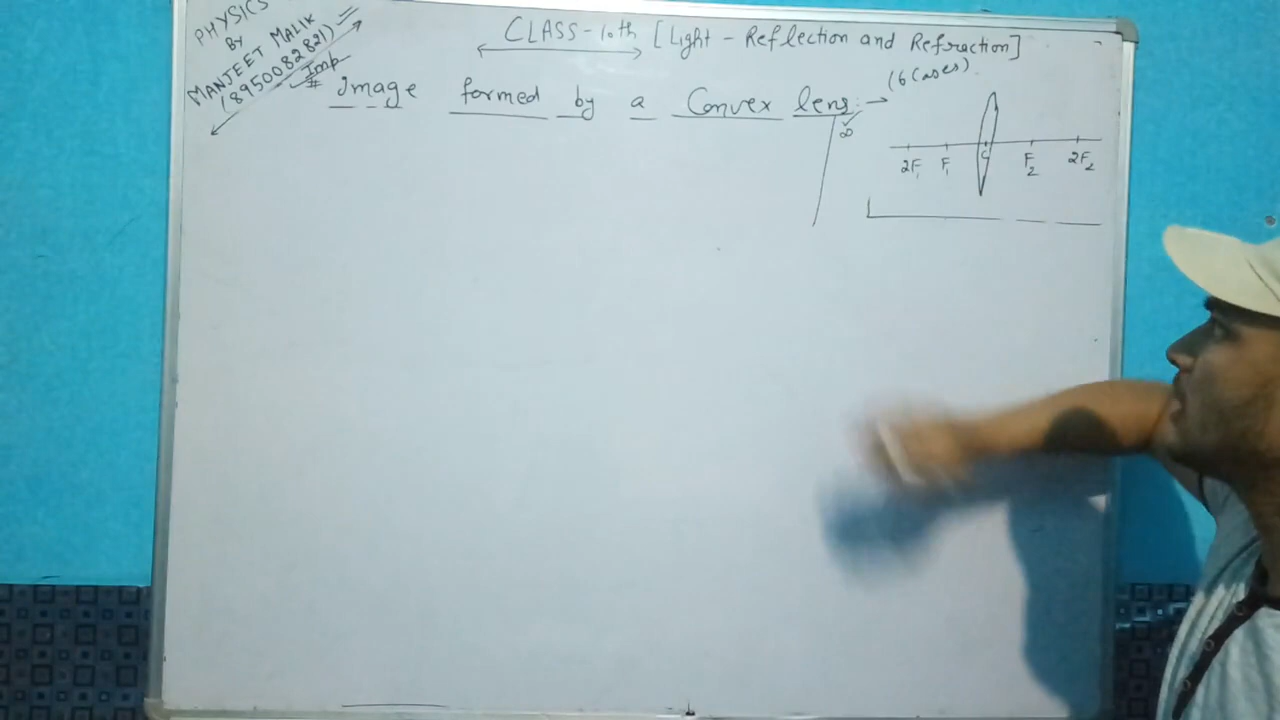 PHYSICS
BY
MANJEET MALIK
(8950082821)
CLASS-10th [Light - Reflection and Refraction]
Imp
# Image formed by a Convex lens:→ (6 Cases)
∞
2F1 F1 C F2 2F2